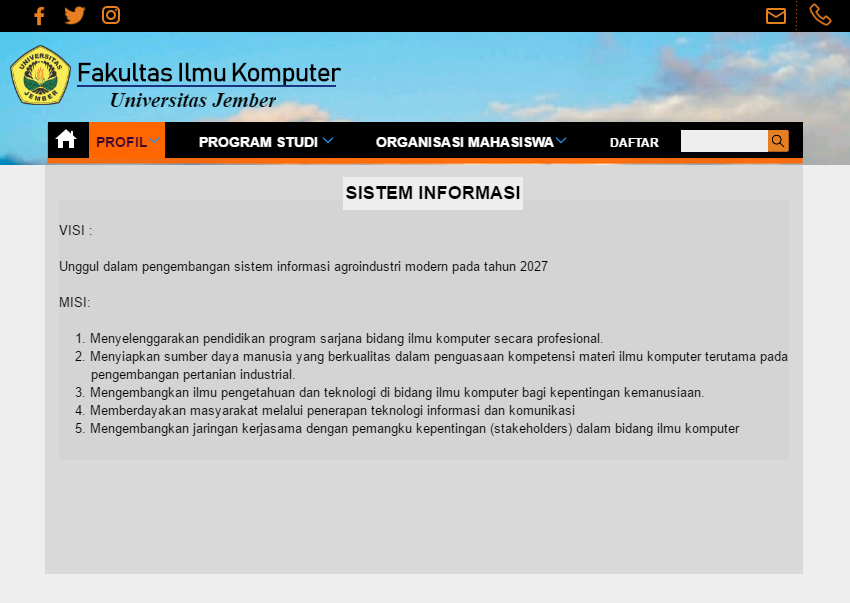 UNIVERSITAS
JEMBER
Fakultas Ilmu Komputer
Universitas Jember
PROFIL PROGRAM STUDI ORGANISASI MAHASISWA DAFTAR
SISTEM INFORMASI
VISI :
Unggul dalam pengembangan sistem informasi agroindustri modern pada tahun 2027
MISI:
1. Menyelenggarakan pendidikan program sarjana bidang ilmu komputer secara profesional.
2. Menyiapkan sumber daya manusia yang berkualitas dalam penguasaan kompetensi materi ilmu komputer terutama pada
pengembangan pertanian industrial.
3. Mengembangkan ilmu pengetahuan dan teknologi di bidang ilmu komputer bagi kepentingan kemanusiaan.
4. Memberdayakan masyarakat melalui penerapan teknologi informasi dan komunikasi
5. Mengembangkan jaringan kerjasama dengan pemangku kepentingan (stakeholders) dalam bidang ilmu komputer